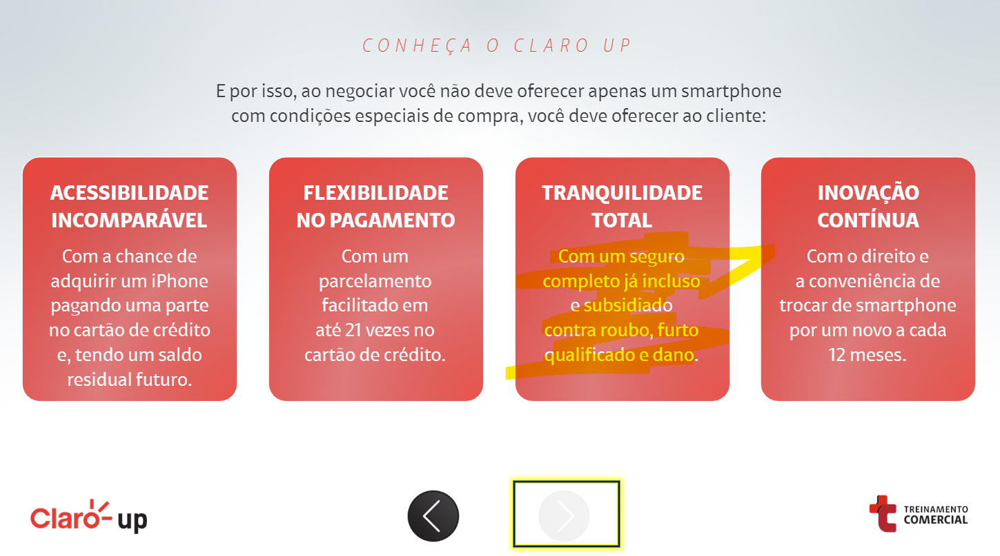 CONHEÇA O CLARO UP
E por isso, ao negociar você não deve oferecer apenas um smartphone
com condições especiais de compra, você deve oferecer ao cliente:
ACESSIBILIDADE
INCOMPARÁVEL
Com a chance de
adquirir um iPhone
pagando uma parte
no cartão de crédito
e, tendo um saldo
residual futuro.
FLEXIBILIDADE
NO PAGAMENTO
Com um
parcelamento
facilitado em
até 21 vezes no
cartão de crédito.
TRANQUILIDADE
TOTAL
Com um seguro
completo já incluso
e subsidiado
contra roubo, furto
qualificado e dano.
INOVAÇÃO
CONTÍNUA
Com o direito e
a conveniência de
trocar de smartphone
por um novo a cada
12 meses.
Claro up
TREINAMENTO
COMERCIAL